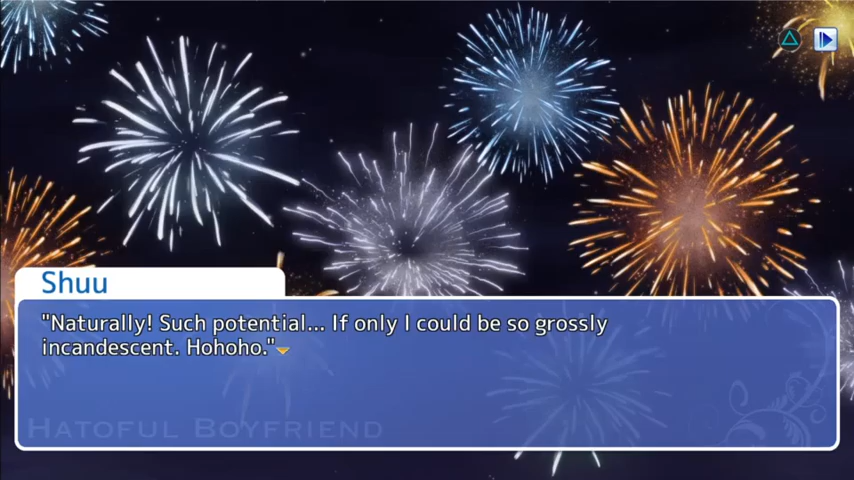 Shuu
"Naturally! Such potential... If only I could be so grossly
incandescent. Hohoho."
HATOFUL BOYFRIEND